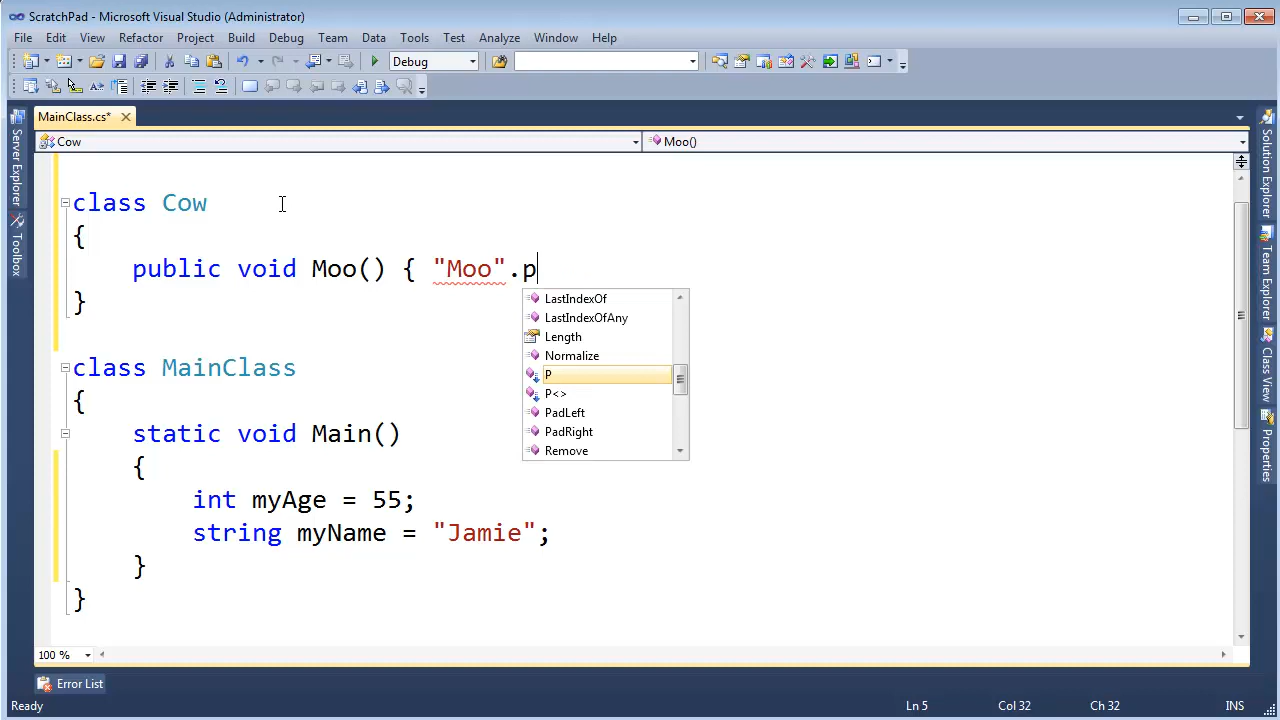 ScratchPad - Microsoft Visual Studio (Administrator)
File Edit View Refactor Project Build Debug Team Data Tools Test Analyze Window Help
Debug
MainClass.cs*
Cow
Moo()
class Cow
{
public void Moo() { "Moo".p
}
LastIndexOf
LastIndexOfAny
Length
Normalize
P
P<>
PadLeft
PadRight
Remove
class MainClass
{
static void Main()
{
int myAge = 55;
string myName = "Jamie";
}
}
100 %
Error List
Ready
Ln 5 Col 32 Ch 32 INS
Server Explorer
Toolbox
Solution Explorer
Team Explorer
Class View
Properties